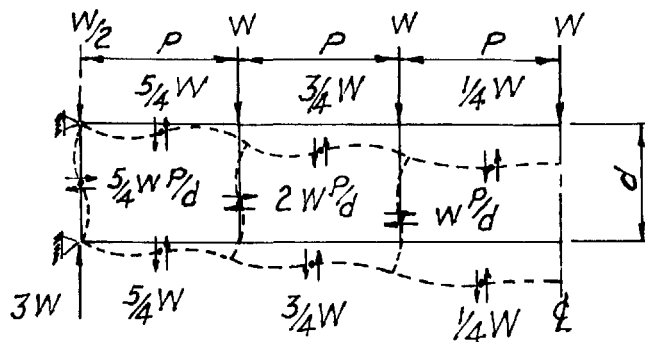 W/2 W W W
P P P
5/4 W 3/4 W 1/4 W
5/4 W P/d 2 W P/d W P/d d
3W 5/4 W 3/4 W 1/4 W ℄